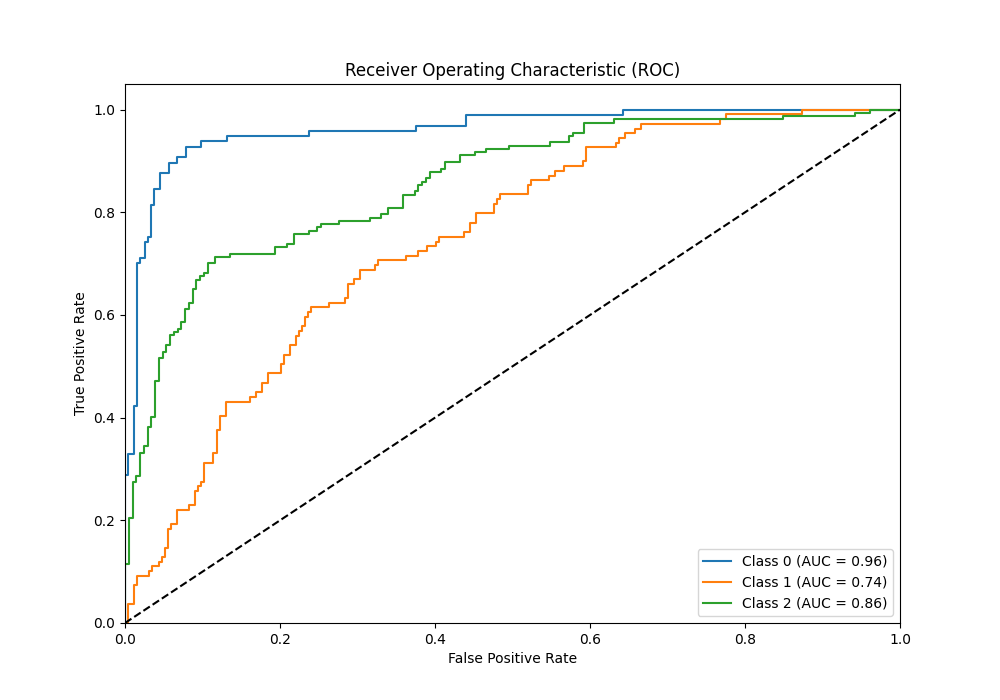 Receiver Operating Characteristic (ROC)
True Positive Rate
1.0
0.8
0.6
0.4
0.2
0.0
0.0 0.2 0.4 0.6 0.8 1.0
False Positive Rate
Class 0 (AUC = 0.96)
Class 1 (AUC = 0.74)
Class 2 (AUC = 0.86)